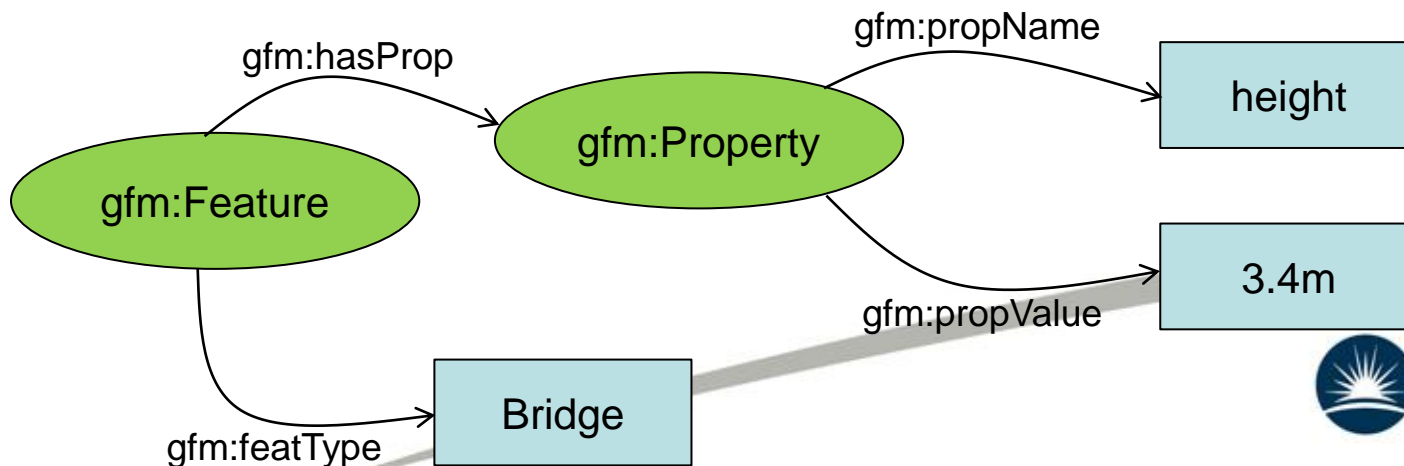 gfm:propName
gfm:hasProp
height
gfm:Property
gfm:Feature
3.4m
gfm:propValue
Bridge
gfm:featType